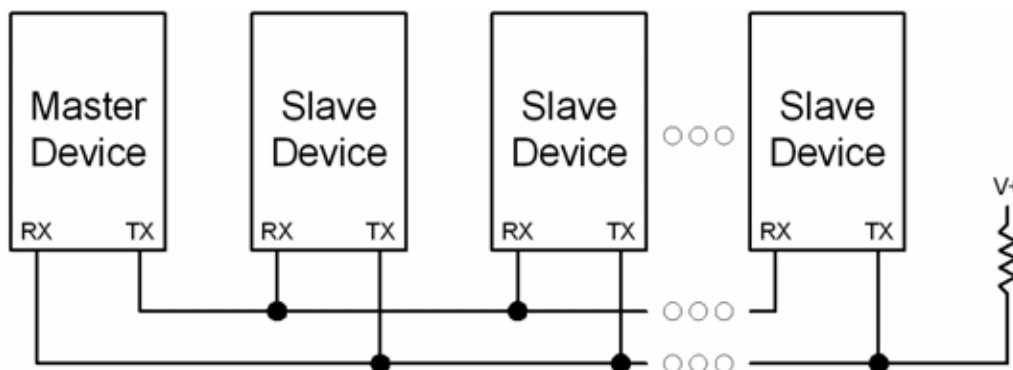 Master
Device
Slave
Device
Slave
Device
Slave
Device
RX TX
RX TX
RX TX
RX TX
V+